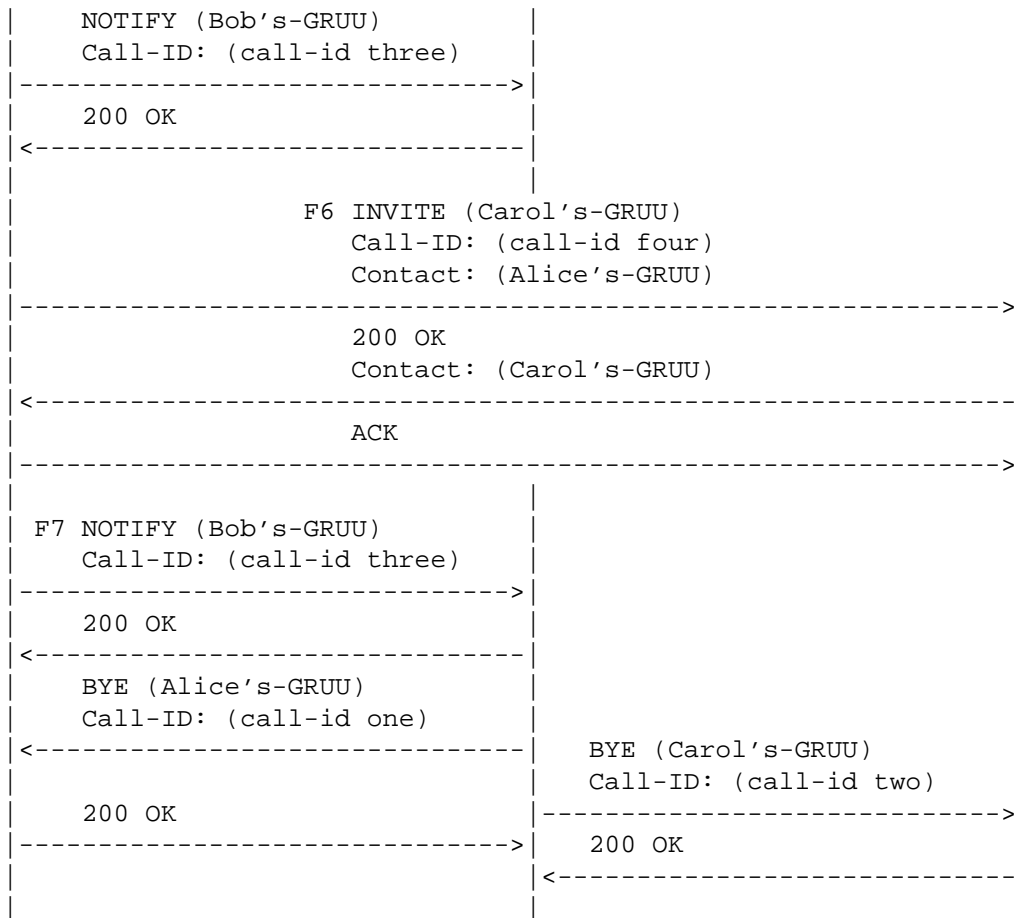 NOTIFY (Bob's-GRUU)
Call-ID: (call-id three)
200 OK
F6 INVITE (Carol's-GRUU)
Call-ID: (call-id four)
Contact: (Alice's-GRUU)
200 OK
Contact: (Carol's-GRUU)
ACK
F7 NOTIFY (Bob's-GRUU)
Call-ID: (call-id three)
200 OK
BYE (Alice's-GRUU)
Call-ID: (call-id one)
BYE (Carol's-GRUU)
Call-ID: (call-id two)
200 OK
200 OK